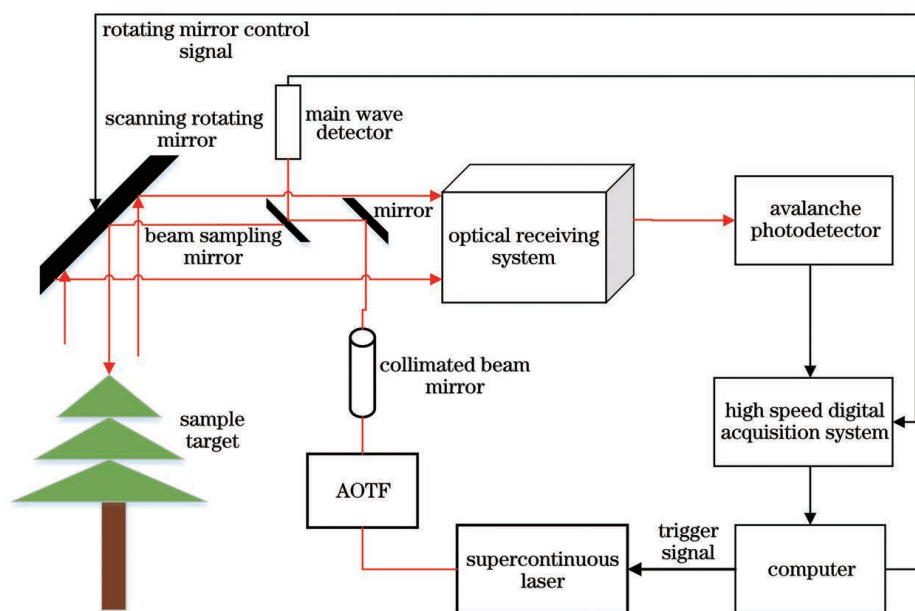 rotating mirror control
signal
scanning rotating
mirror
main wave
detector
mirror
beam sampling
mirror
optical receiving
system
avalanche
photodetector
collimated beam
mirror
high speed digital
acquisition system
sample
target
AOTF
supercontinuous
laser
trigger
signal
computer